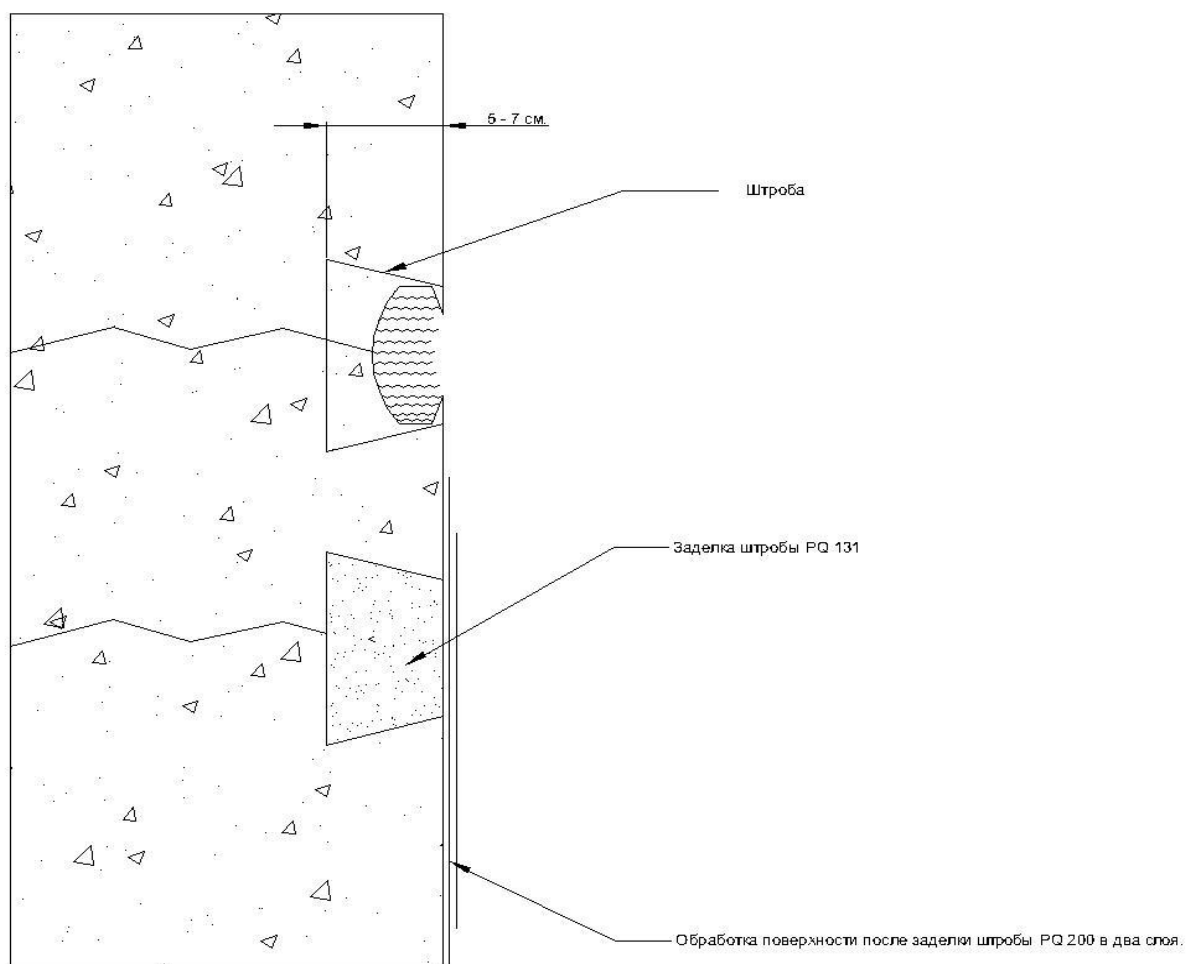 5 - 7 см.
Штроба
Заделка штробы PQ 131
Обработка поверхности после заделки штробы PQ 200 в два слоя.